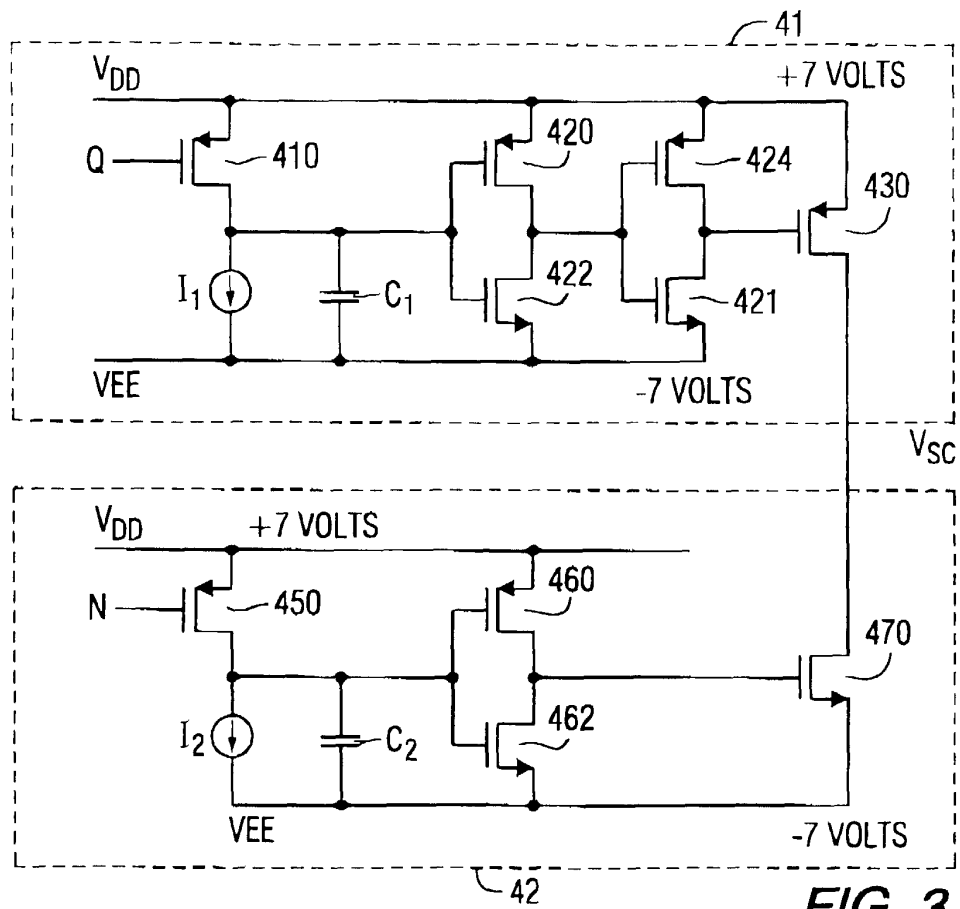 41
VDD
+7 VOLTS
Q
410
420
424
430
I1
C1
422
421
VEE
-7 VOLTS
VSC
VDD
+7 VOLTS
N
450
460
470
I2
C2
462
VEE
-7 VOLTS
42
FIG. 3